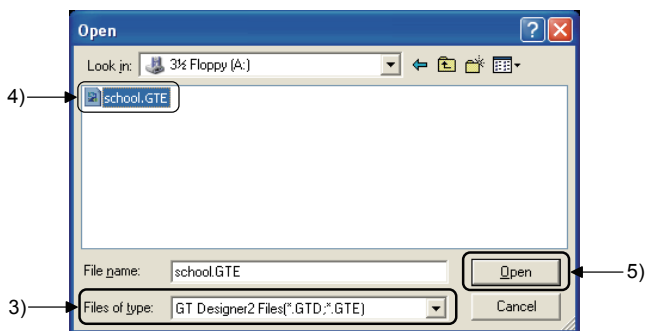 Open
Look in: 3½ Floppy (A:)
4)
school.GTE
File name: school.GTE
Open
5)
3)
Files of type: GT Designer2 Files(*.GTD;*.GTE)
Cancel